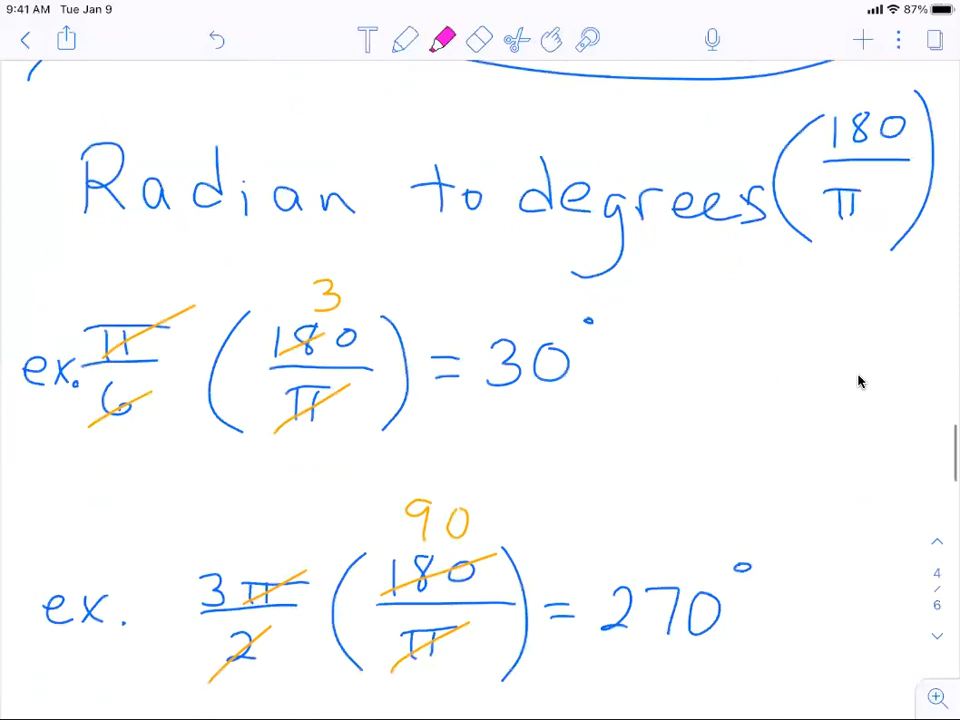 9:41 AM Tue Jan 9 87%
Radian to degrees (180/π)
3
ex. π/6 (180/π) = 30°
90
ex. 3π/2 (180/π) = 270°
4
/
6